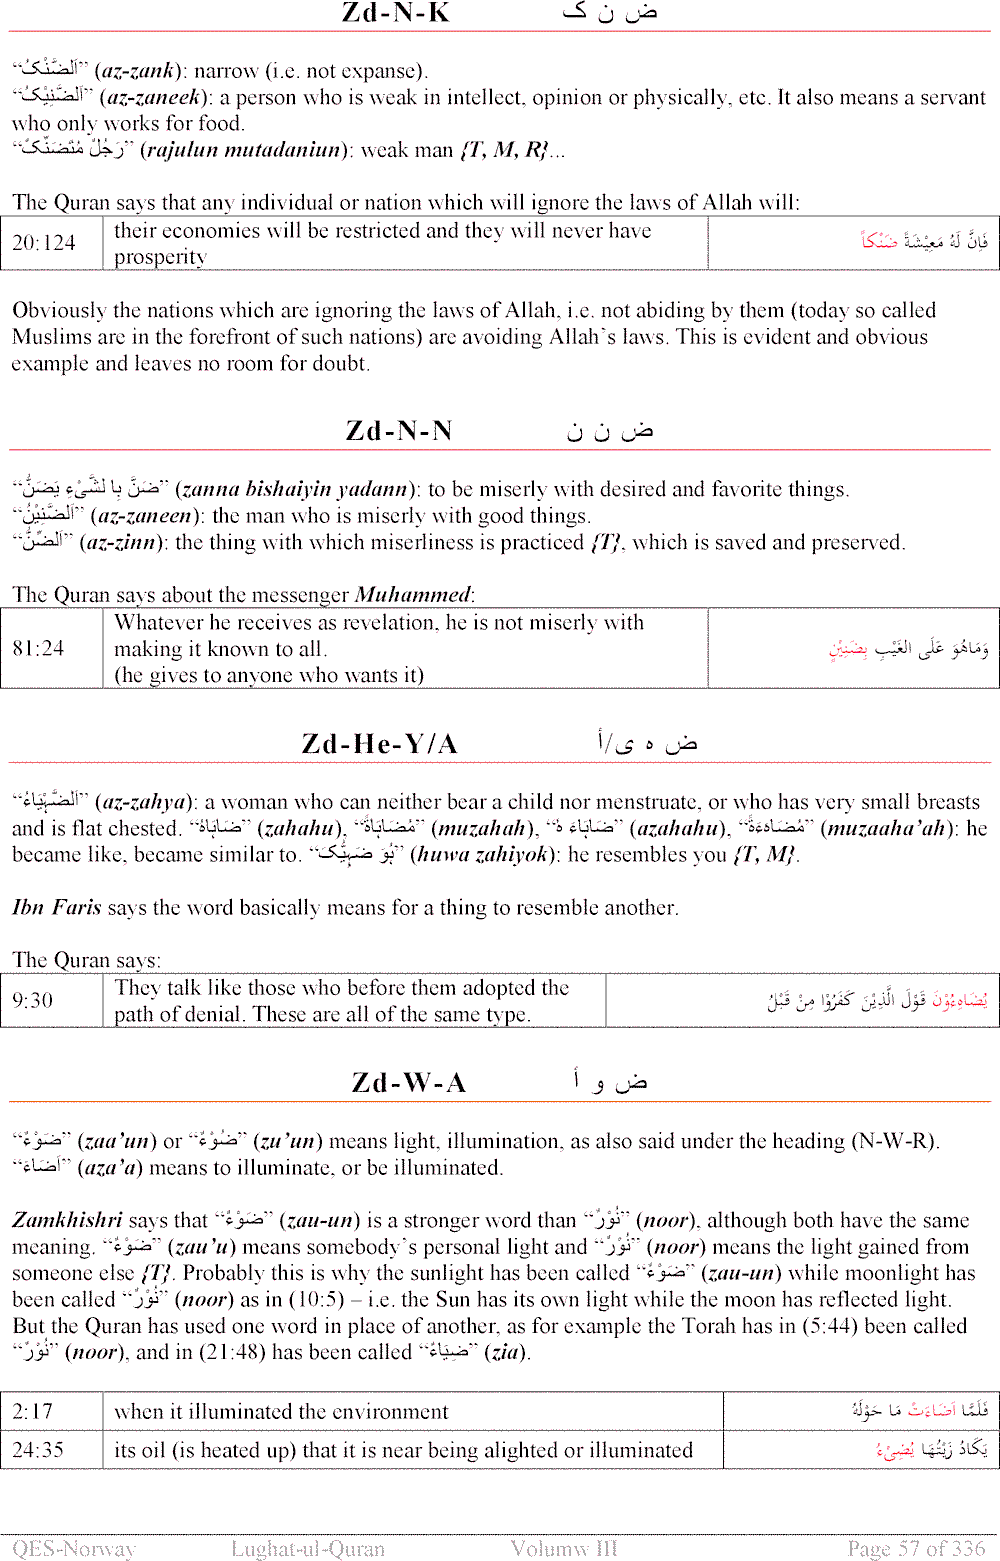 Zd-N-K ض ن ک
“اَلضَّنْکُ” (az-zank): narrow (i.e. not expanse).
“اَلضَّنِیْکُ” (az-zaneek): a person who is weak in intellect, opinion or physically, etc. It also means a servant
who only works for food.
“رَجُلٌ مُتَضَنِّکٌ” (rajulun mutadaniun): weak man {T, M, R}...
The Quran says that any individual or nation which will ignore the laws of Allah will:
20:124 their economies will be restricted and they will never have فَاِنَّ لَهُ مَعِيْشَةً ضَنْكاً
prosperity
Obviously the nations which are ignoring the laws of Allah, i.e. not abiding by them (today so called
Muslims are in the forefront of such nations) are avoiding Allah’s laws. This is evident and obvious
example and leaves no room for doubt.
Zd-N-N ض ن ن
“ضَنَّ بِا لشَّیْءِ یَضَنُّ” (zanna bishaiyin yadann): to be miserly with desired and favorite things.
“اَلضَّنِیْنُ” (az-zaneen): the man who is miserly with good things.
“اَلضِّنُّ” (az-zinn): the thing with which miserliness is practiced {T}, which is saved and preserved.
The Quran says about the messenger Muhammed:
Whatever he receives as revelation, he is not miserly with
81:24 making it known to all. وَمَاهُوَ عَلَى الغَيْبِ بِضَنِيْنٍ
(he gives to anyone who wants it)
Zd-He-Y/A ض ہ ی/أ
“اَلضَّہْیَاءُ” (az-zahya): a woman who can neither bear a child nor menstruate, or who has very small breasts
and is flat chested. “ضَابَاہُ” (zahahu), “مُضَابَاۃً” (muzahah), “ضَابَاءَ ہُ” (azahahu), “مُضَاهءَةً” (muzaaha’ah): he
became like, became similar to. “ہُوَ ضَہِیُّکَ” (huwa zahiyok): he resembles you {T, M}.
Ibn Faris says the word basically means for a thing to resemble another.
The Quran says:
9:30 They talk like those who before them adopted the يُضَاهِءُوْنَ قَوْلَ الَّذِيْنَ كَفَرُوْا مِنْ قَبْلُ
path of denial. These are all of the same type.
Zd-W-A ض و أ
“ضَوْءٌ” (zaa’un) or “ضُوْءٌ” (zu’un) means light, illumination, as also said under the heading (N-W-R).
“اَضَاءَ” (aza’a) means to illuminate, or be illuminated.
Zamkhishri says that “ضَوْءٌ” (zau-un) is a stronger word than “نُوْرٌ” (noor), although both have the same
meaning. “ضَوْءٌ” (zau’u) means somebody’s personal light and “نُوْرٌ” (noor) means the light gained from
someone else {T}. Probably this is why the sunlight has been called “ضَوْءٌ” (zau-un) while moonlight has
been called “نُوْرٌ” (noor) as in (10:5) – i.e. the Sun has its own light while the moon has reflected light.
But the Quran has used one word in place of another, as for example the Torah has in (5:44) been called
“نُوْرٌ” (noor), and in (21:48) has been called “ضِیَاءٌ” (zia).
2:17 when it illuminated the environment فَلَمَّا اَضَاءَتْ مَا حَوْلَهُ
24:35 its oil (is heated up) that it is near being alighted or illuminated يَكَادُ زَيْتُهَا يُضِىْءُ
QES-Norway Lughat-ul-Quran Volumw III Page 57 of 336